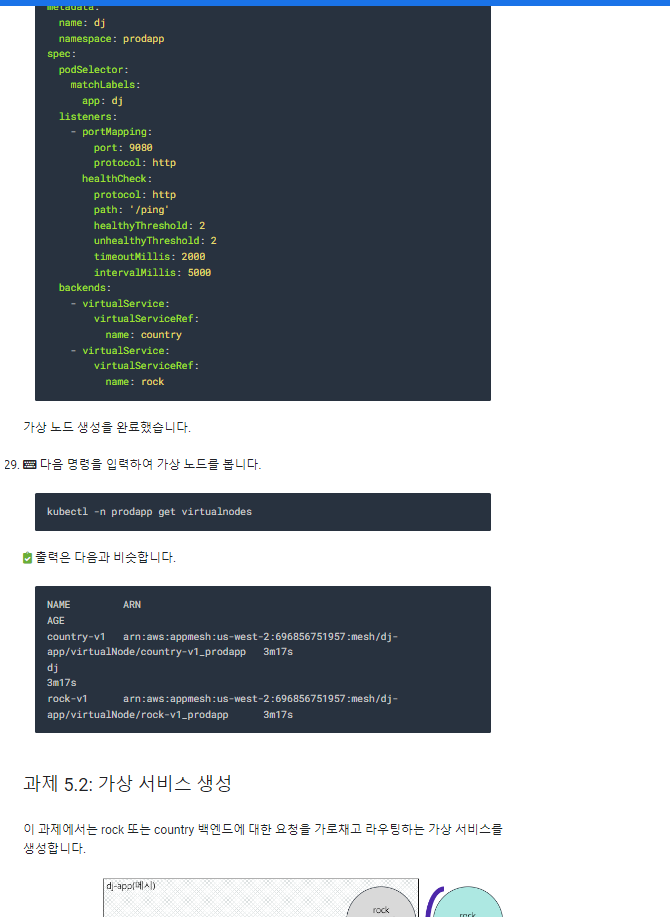 metadata:
name: dj
namespace: prodapp
spec:
podSelector:
matchLabels:
app: dj
listeners:
- portMapping:
port: 9080
protocol: http
healthCheck:
protocol: http
path: '/ping'
healthyThreshold: 2
unhealthyThreshold: 2
timeoutMillis: 2000
intervalMillis: 5000
backends:
- virtualService:
virtualServiceRef:
name: country
- virtualService:
virtualServiceRef:
name: rock
가상 노드 생성을 완료했습니다.
29. 다음 명령을 입력하여 가상 노드를 봅니다.
kubectl -n prodapp get virtualnodes
출력은 다음과 비슷합니다.
NAME ARN
AGE
country-v1 arn:aws:appmesh:us-west-2:696856751957:mesh/dj-
app/virtualNode/country-v1_prodapp 3m17s
dj
3m17s
rock-v1 arn:aws:appmesh:us-west-2:696856751957:mesh/dj-
app/virtualNode/rock-v1_prodapp 3m17s
과제 5.2: 가상 서비스 생성
이 과제에서는 rock 또는 country 백엔드에 대한 요청을 가로채고 라우팅하는 가상 서비스를
생성합니다.
dj-app(메시)
rock
rock